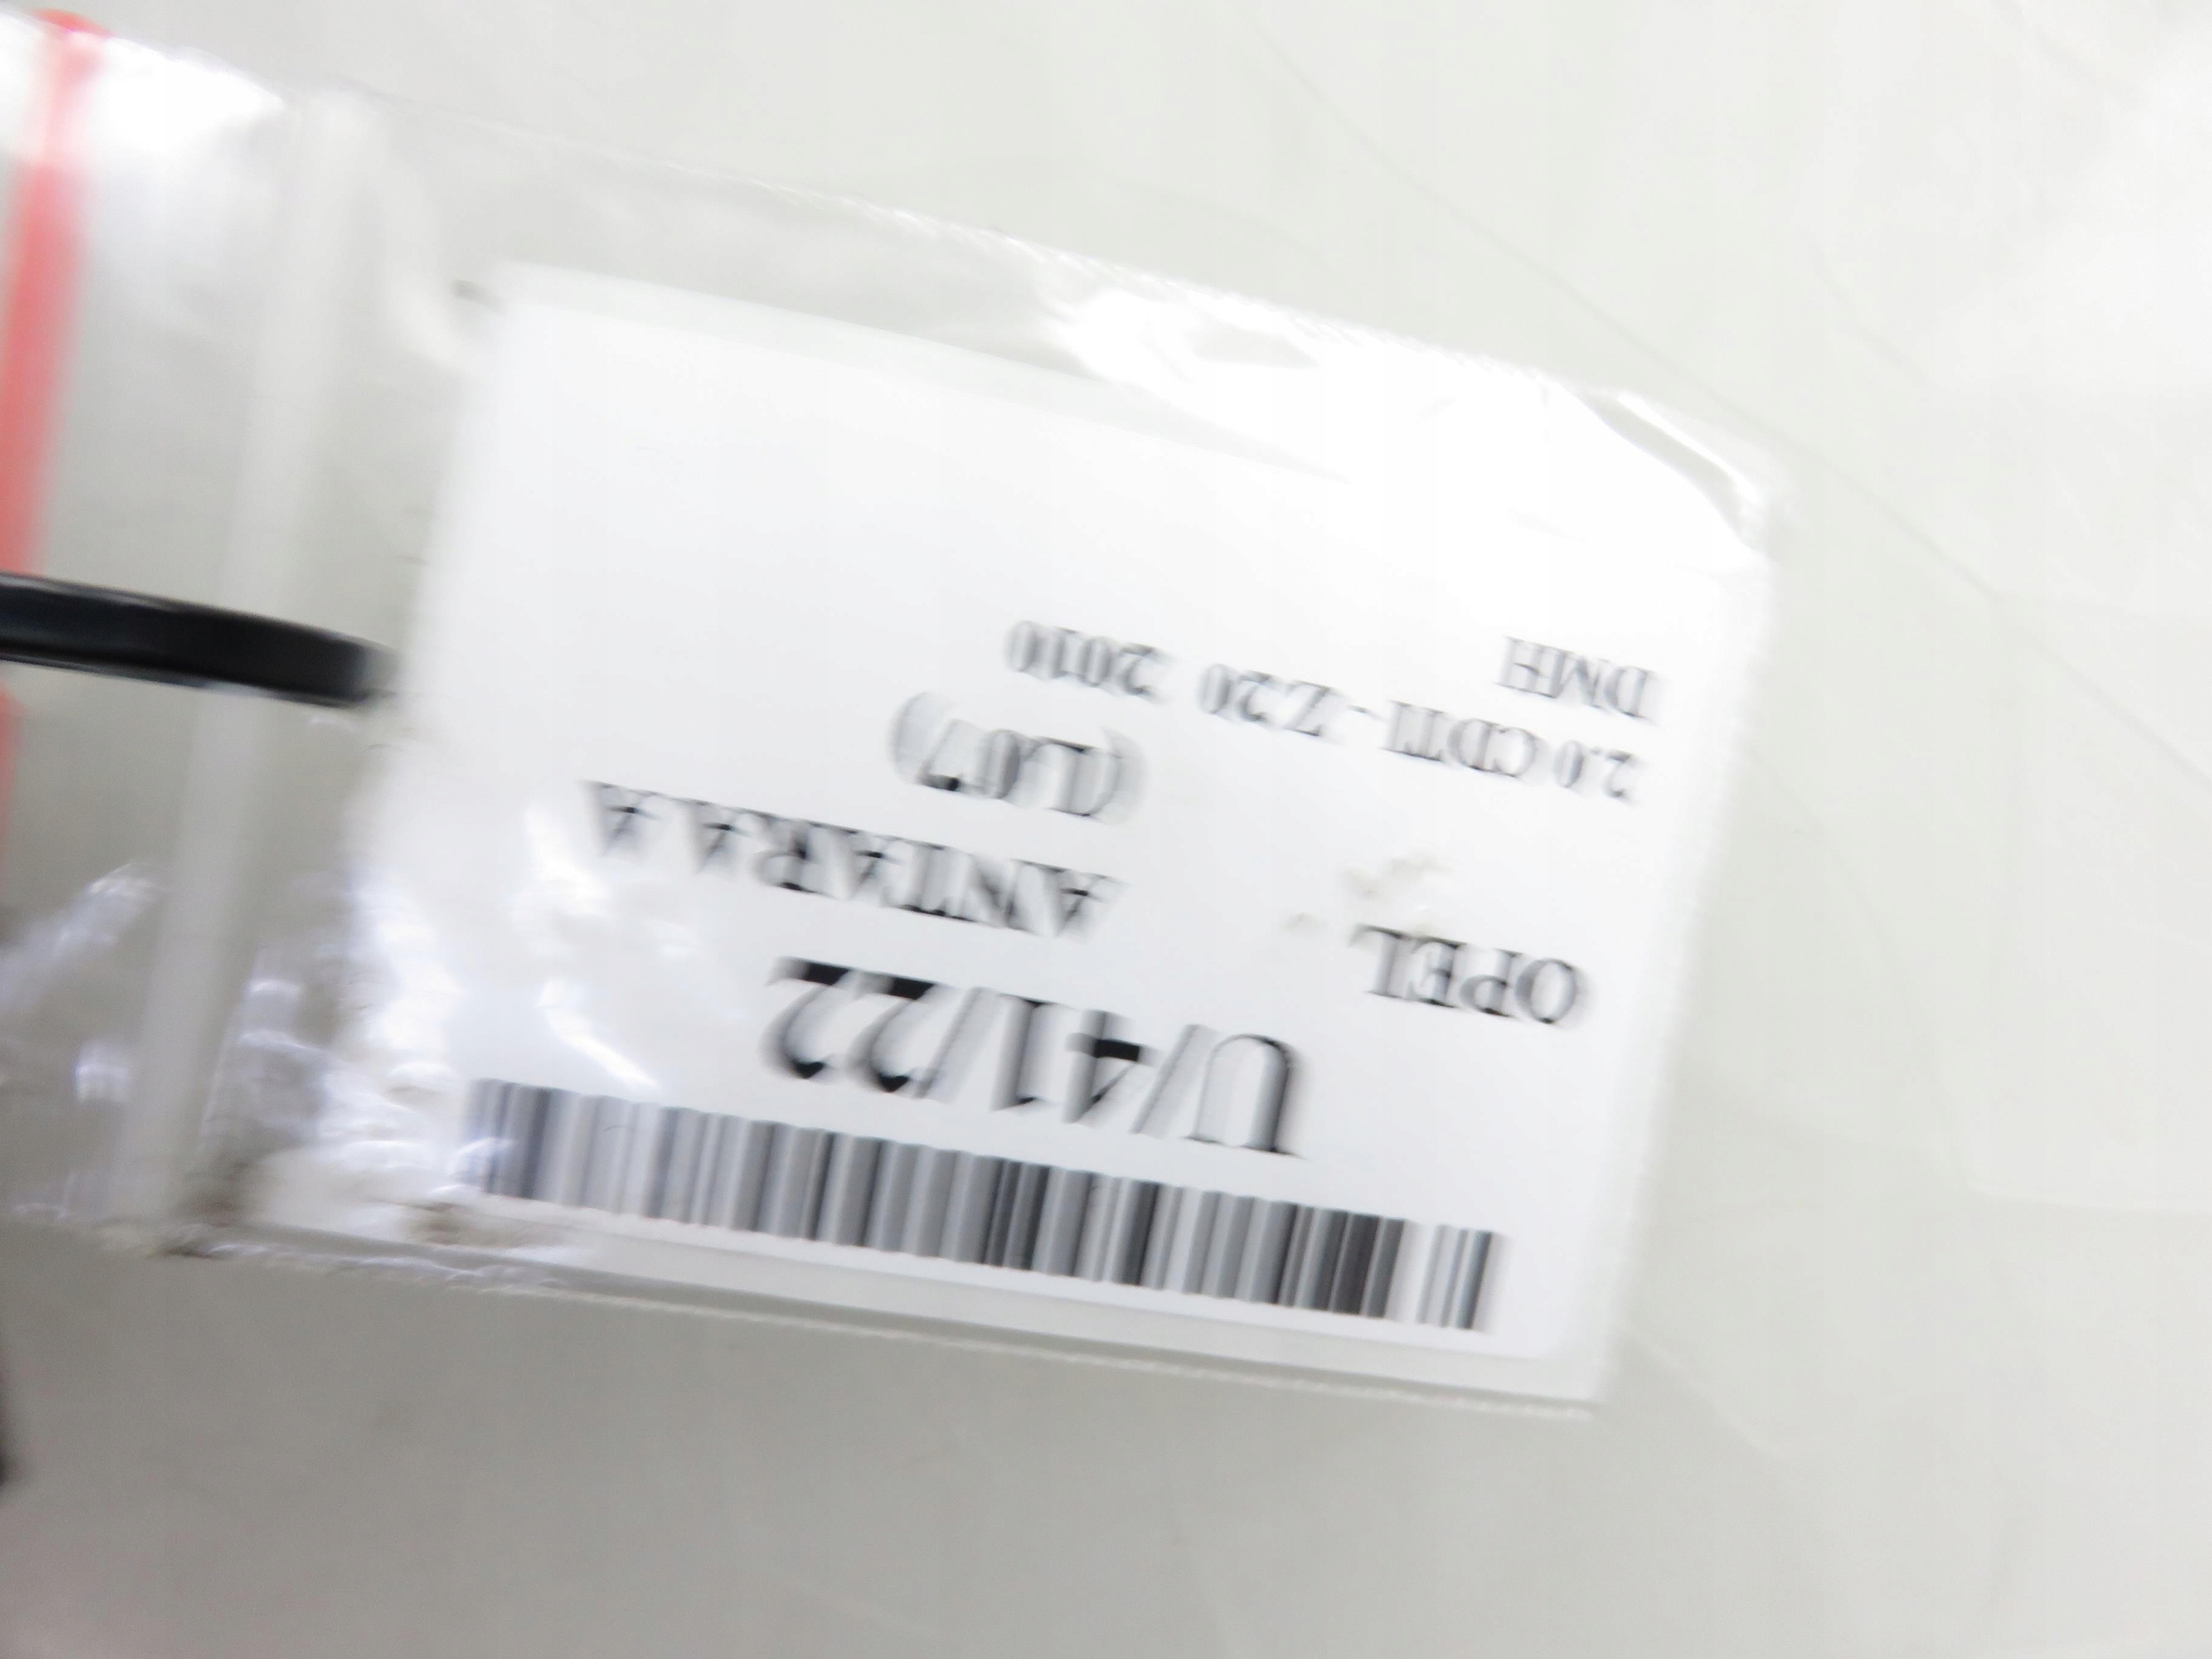 U/41/22
OPEL ANTARA A
(L07)
2.0 CDTI - Z20 2010
DMH